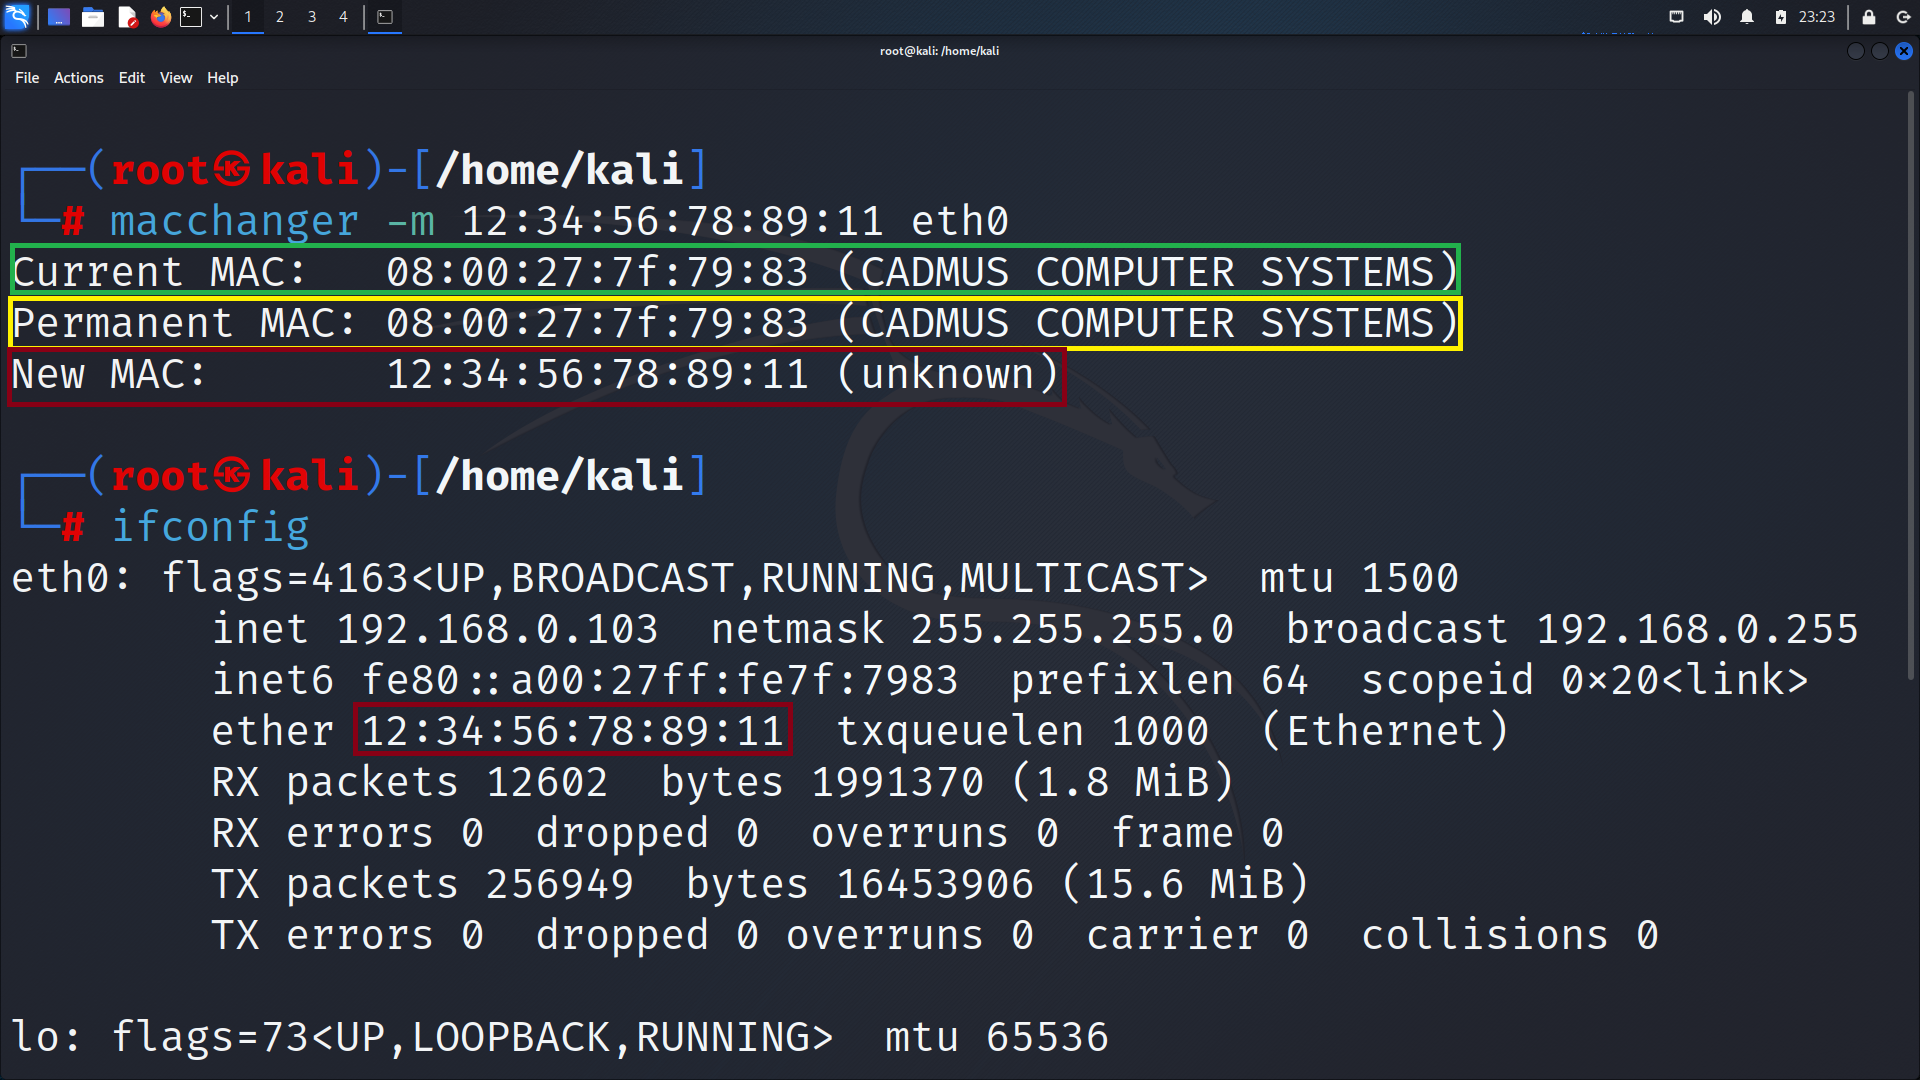 1 2 3 4 23:23
root@kali: /home/kali
File Actions Edit View Help
┌──(root㉿kali)-[/home/kali]
└─# macchanger -m 12:34:56:78:89:11 eth0
Current MAC:   08:00:27:7f:79:83 (CADMUS COMPUTER SYSTEMS)
Permanent MAC: 08:00:27:7f:79:83 (CADMUS COMPUTER SYSTEMS)
New MAC:       12:34:56:78:89:11 (unknown)
┌──(root㉿kali)-[/home/kali]
└─# ifconfig
eth0: flags=4163<UP,BROADCAST,RUNNING,MULTICAST>  mtu 1500
        inet 192.168.0.103  netmask 255.255.255.0  broadcast 192.168.0.255
        inet6 fe80::a00:27ff:fe7f:7983  prefixlen 64  scopeid 0×20<link>
        ether 12:34:56:78:89:11  txqueuelen 1000  (Ethernet)
        RX packets 12602  bytes 1991370 (1.8 MiB)
        RX errors 0  dropped 0  overruns 0  frame 0
        TX packets 256949  bytes 16453906 (15.6 MiB)
        TX errors 0  dropped 0 overruns 0  carrier 0  collisions 0
lo: flags=73<UP,LOOPBACK,RUNNING>  mtu 65536